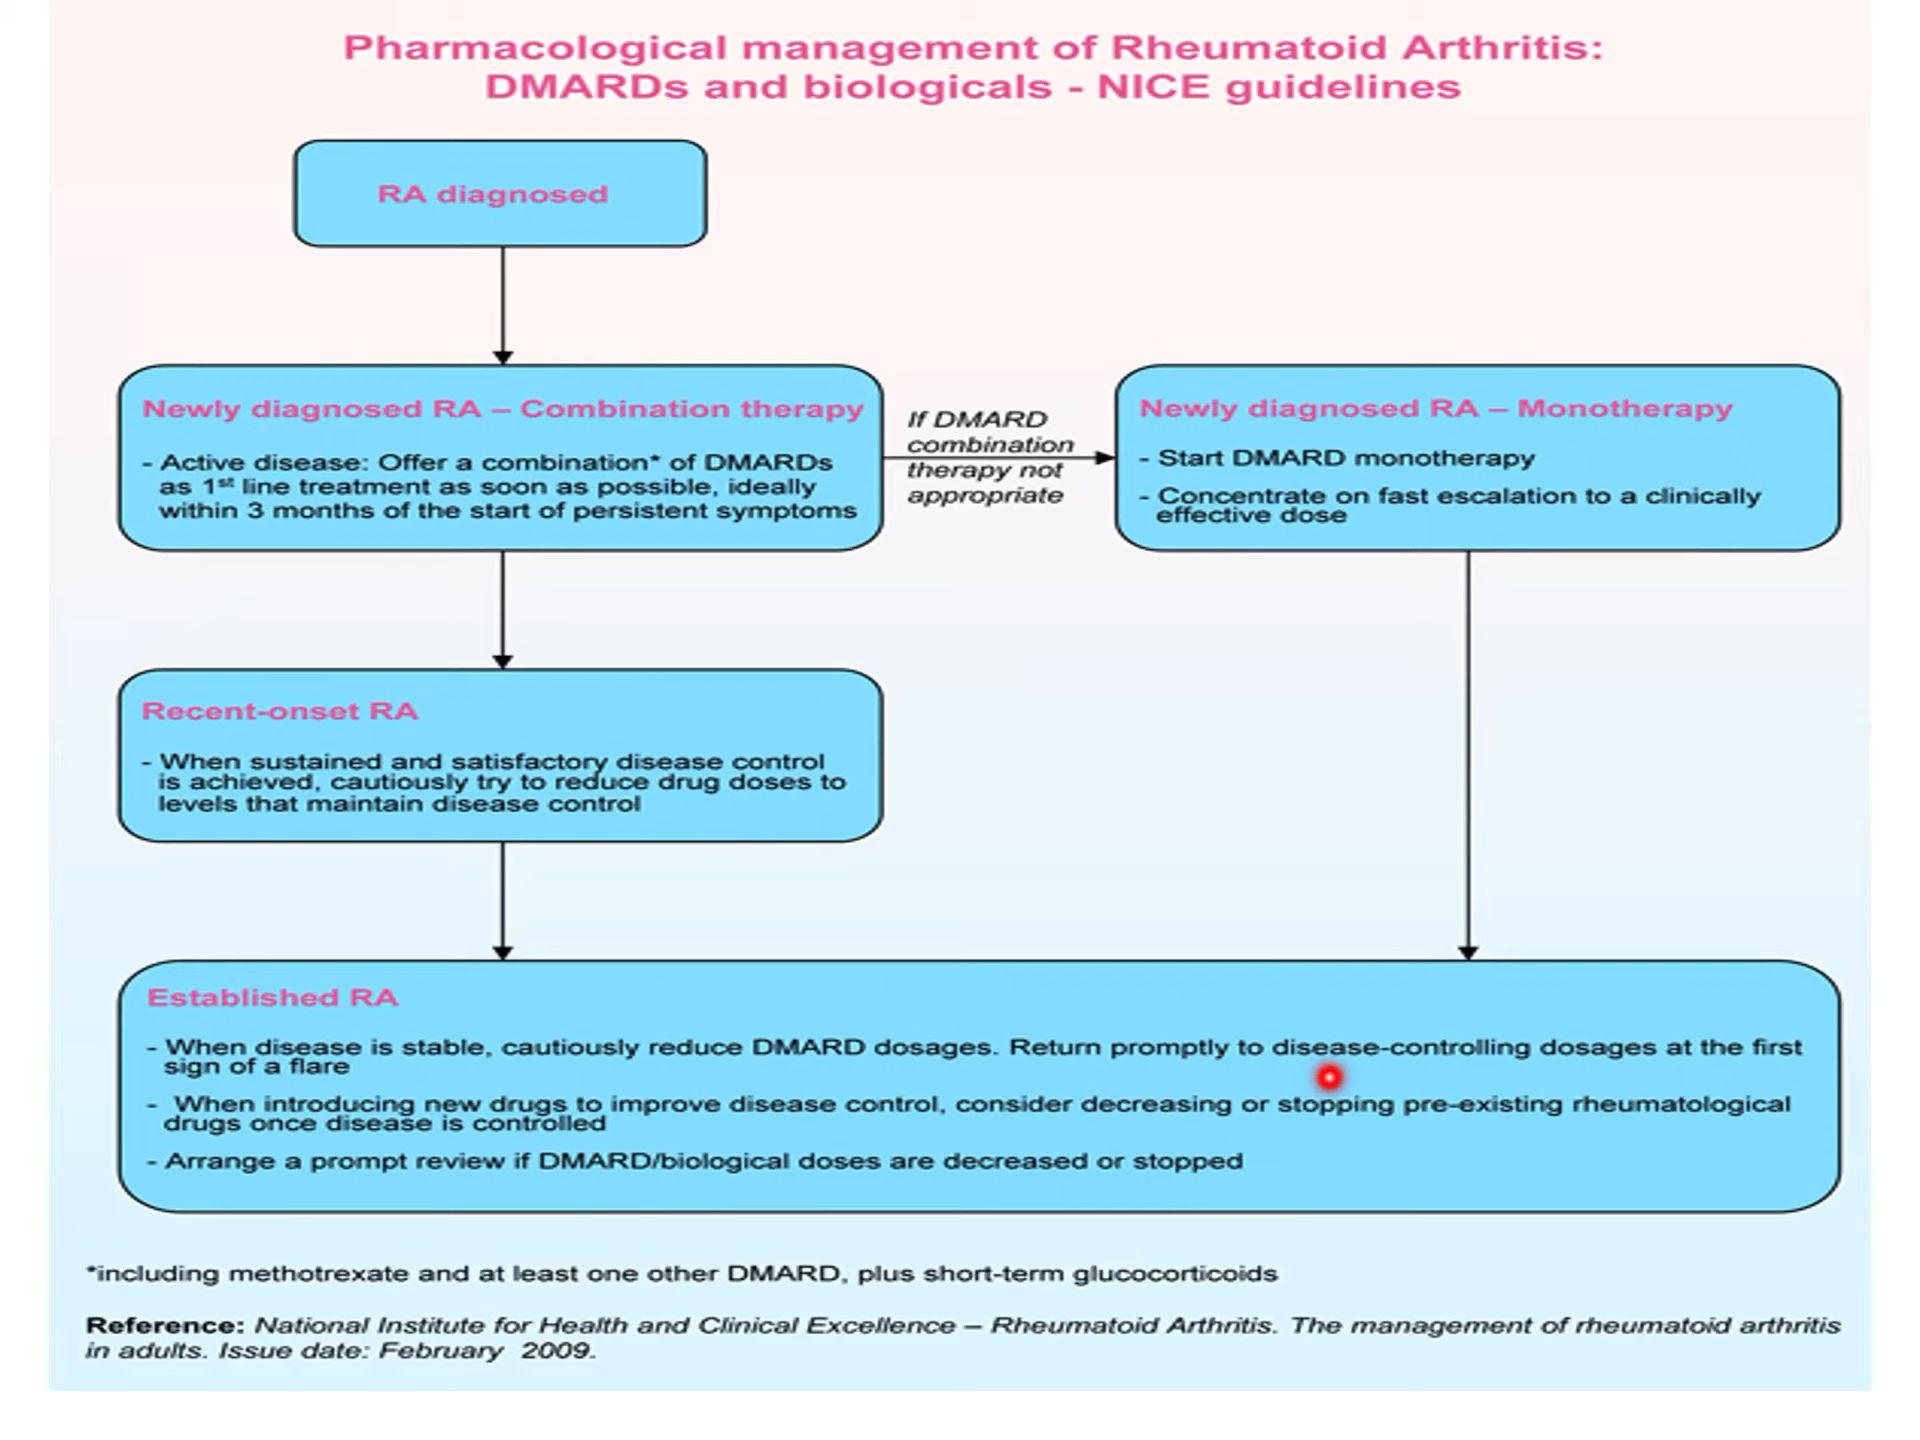 Pharmacological management of Rheumatoid Arthritis:
DMARDs and biologicals - NICE guidelines
RA diagnosed
Newly diagnosed RA – Combination therapy
- Active disease: Offer a combination* of DMARDs
as 1st line treatment as soon as possible, ideally
within 3 months of the start of persistent symptoms
If DMARD
combination
therapy not
appropriate
Newly diagnosed RA – Monotherapy
- Start DMARD monotherapy
- Concentrate on fast escalation to a clinically
effective dose
Recent-onset RA
- When sustained and satisfactory disease control
is achieved, cautiously try to reduce drug doses to
levels that maintain disease control
Established RA
- When disease is stable, cautiously reduce DMARD dosages. Return promptly to disease-controlling dosages at the first
sign of a flare
- When introducing new drugs to improve disease control, consider decreasing or stopping pre-existing rheumatological
drugs once disease is controlled
- Arrange a prompt review if DMARD/biological doses are decreased or stopped
*including methotrexate and at least one other DMARD, plus short-term glucocorticoids
Reference: National Institute for Health and Clinical Excellence – Rheumatoid Arthritis. The management of rheumatoid arthritis
in adults. Issue date: February 2009.